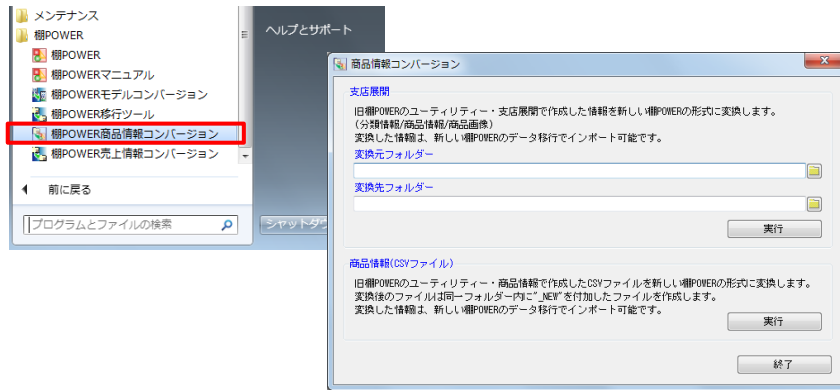 メンテナンス
棚POWER
棚POWER
棚POWERマニュアル
棚POWERモデルコンバージョン
棚POWER移行ツール
棚POWER商品情報コンバージョン
棚POWER売上情報コンバージョン
前に戻る
プログラムとファイルの検索
ヘルプとサポート
シャットダウ
商品情報コンバージョン
支店展開
旧棚POWERのユーティリティー・支店展開で作成した情報を新しい棚POWERの形式に変換します。
(分類情報/商品情報/商品画像)
変換した情報は、新しい棚POWERのデータ移行でインポート可能です。
変換元フォルダー
変換先フォルダー
実行
商品情報(CSVファイル)
旧棚POWERのユーティリティー・商品情報で作成したCSVファイルを新しい棚POWERの形式に変換します。
変換後のファイルは同一フォルダー内に"_NEW"を付加したファイルを作成します。
変換した情報は、新しい棚POWERのデータ移行でインポート可能です。
実行
終了